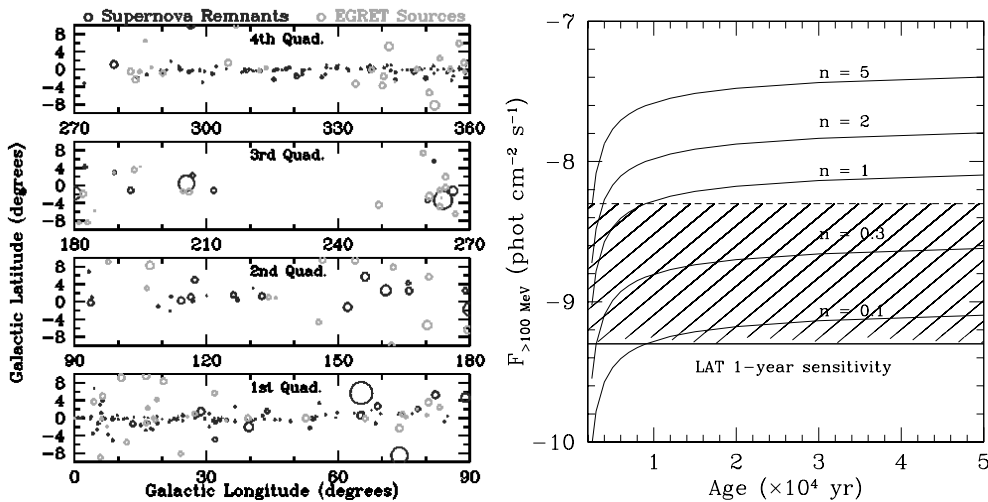 o Supernova Remnants o EGRET Sources
Galactic Latitude (degrees)
4th Quad.
8
4
0
−4
−8
270 300 330 360
3rd Quad.
8
4
0
−4
−8
180 210 240 270
2nd Quad.
8
4
0
−4
−8
90 120 150 180
1st Quad.
8
4
0
−4
−8
0 30 60 90
Galactic Longitude (degrees)
F>100 MeV (phot cm−2 s−1)
−7
−8
−9
−10
n = 5
n = 2
n = 1
n = 0.3
n = 0.1
LAT 1-year sensitivity
1 2 3 4 5
Age (×10⁴ yr)